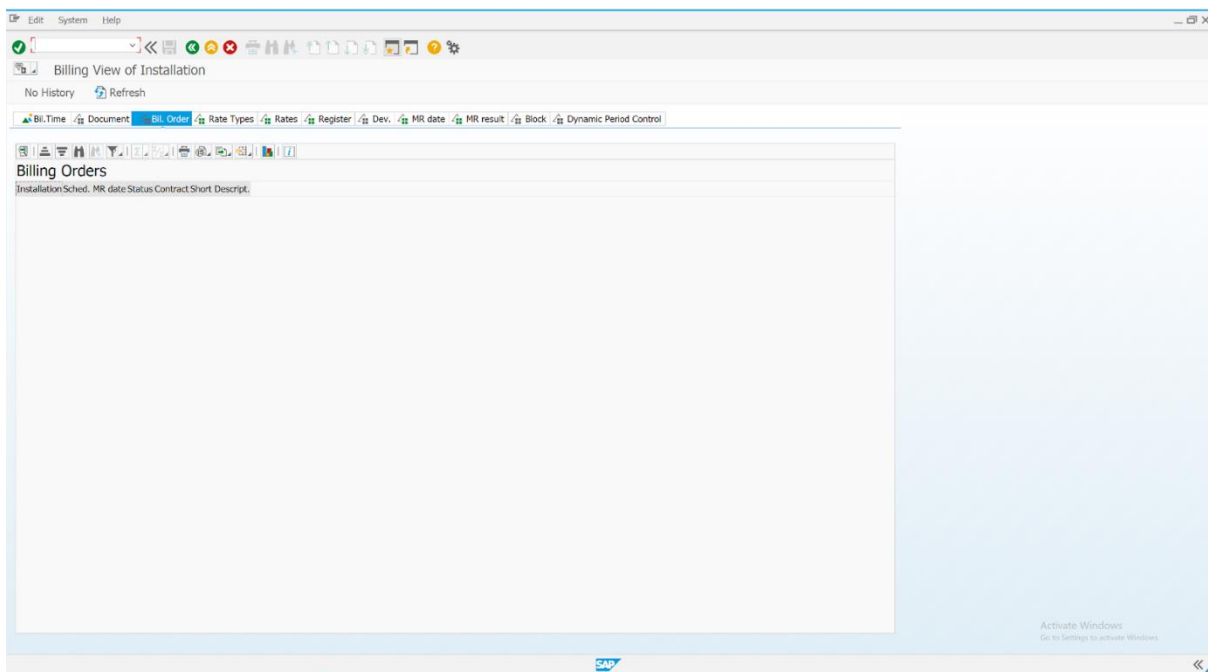 Edit System Help
Billing View of Installation
No History Refresh
Bil.Time Document Bil. Order Rate Types Rates Register Dev. MR date MR result Block Dynamic Period Control
Billing Orders
Installation Sched. MR date Status Contract Short Descript.
Activate Windows
Go to Settings to activate Windows.
SAP